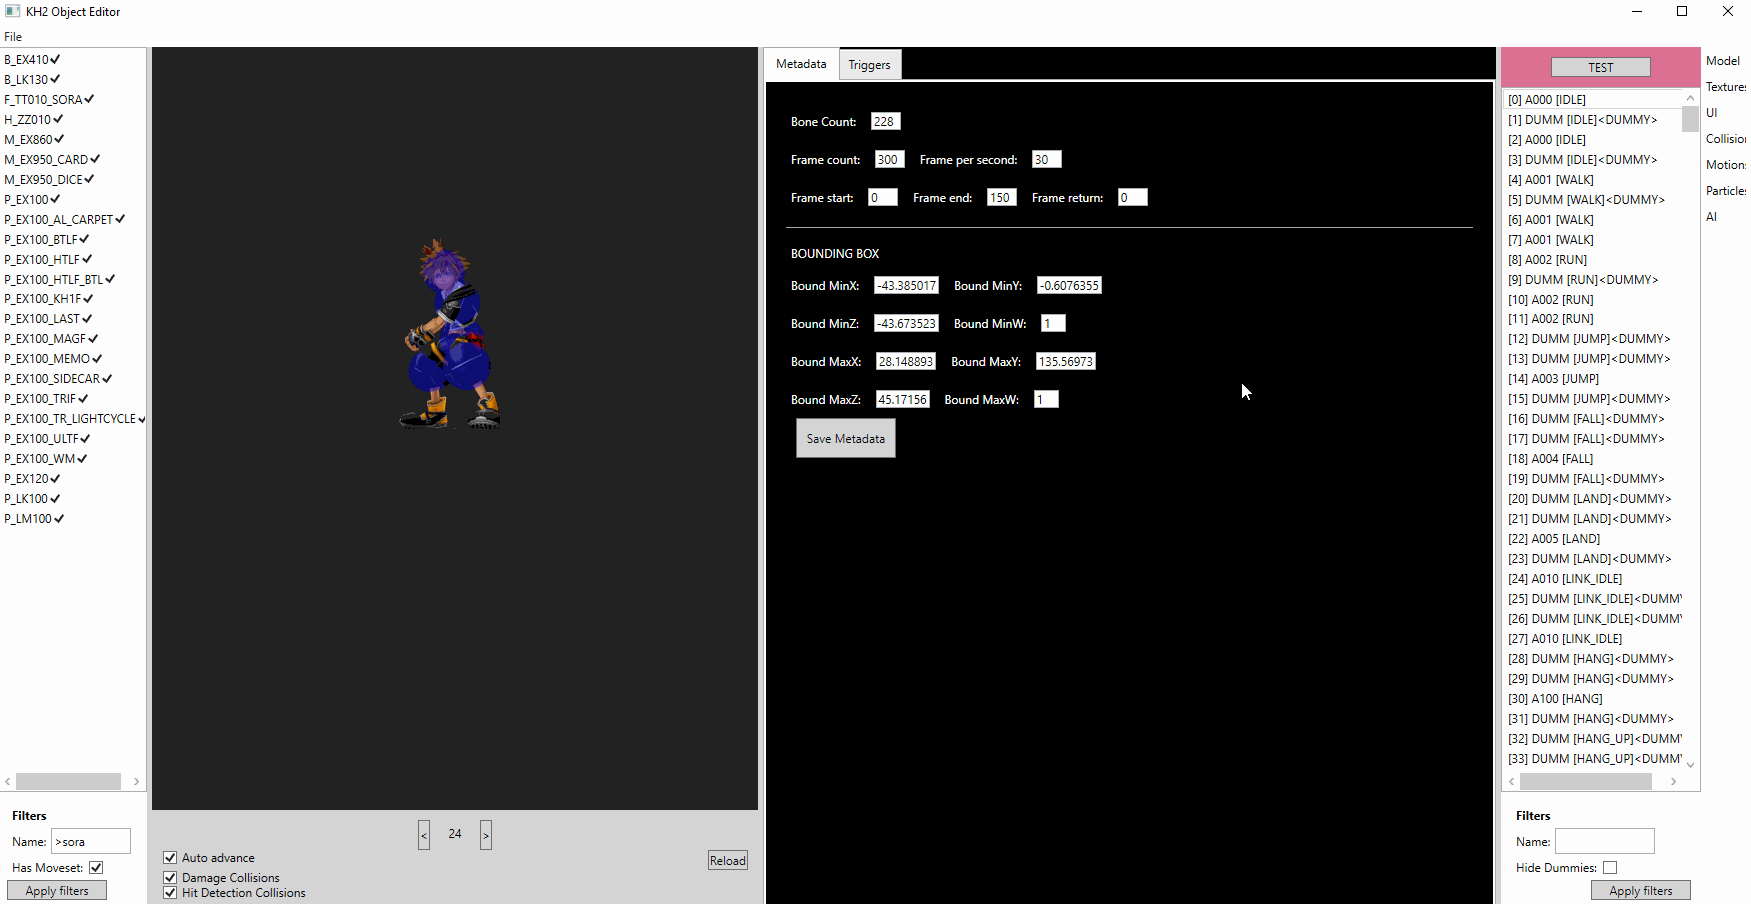 KH2 Object Editor
File
B_EX410
B_LK130
F_TT010_SORA
H_ZZ010
M_EX860
M_EX950_CARD
M_EX950_DICE
P_EX100
P_EX100_AL_CARPET
P_EX100_BTLF
P_EX100_HTLF
P_EX100_HTLF_BTL
P_EX100_KH1F
P_EX100_LAST
P_EX100_MAGF
P_EX100_MEMO
P_EX100_SIDECAR
P_EX100_TRIF
P_EX100_TR_LIGHTCYCLE
P_EX100_ULTF
P_EX100_WM
P_EX120
P_LK100
P_LM100
Filters
Name: >sora
Has Moveset:
Apply filters
< 24 >
Auto advance
Damage Collisions
Hit Detection Collisions
Reload
Metadata Triggers
Bone Count: 228
Frame count: 300 Frame per second: 30
Frame start: 0 Frame end: 150 Frame return: 0
BOUNDING BOX
Bound MinX: -43.385017 Bound MinY: -0.6076355
Bound MinZ: -43.673523 Bound MinW: 1
Bound MaxX: 28.148893 Bound MaxY: 135.56973
Bound MaxZ: 45.17156 Bound MaxW: 1
Save Metadata
TEST
[0] A000 [IDLE]
[1] DUMM [IDLE]<DUMMY>
[2] A000 [IDLE]
[3] DUMM [IDLE]<DUMMY>
[4] A001 [WALK]
[5] DUMM [WALK]<DUMMY>
[6] A001 [WALK]
[7] A001 [WALK]
[8] A002 [RUN]
[9] DUMM [RUN]<DUMMY>
[10] A002 [RUN]
[11] A002 [RUN]
[12] DUMM [JUMP]<DUMMY>
[13] DUMM [JUMP]<DUMMY>
[14] A003 [JUMP]
[15] DUMM [JUMP]<DUMMY>
[16] DUMM [FALL]<DUMMY>
[17] DUMM [FALL]<DUMMY>
[18] A004 [FALL]
[19] DUMM [FALL]<DUMMY>
[20] DUMM [LAND]<DUMMY>
[21] DUMM [LAND]<DUMMY>
[22] A005 [LAND]
[23] DUMM [LAND]<DUMMY>
[24] A010 [LINK_IDLE]
[25] DUMM [LINK_IDLE]<DUMMY
[26] DUMM [LINK_IDLE]<DUMMY
[27] A010 [LINK_IDLE]
[28] DUMM [HANG]<DUMMY>
[29] DUMM [HANG]<DUMMY>
[30] A100 [HANG]
[31] DUMM [HANG]<DUMMY>
[32] DUMM [HANG_UP]<DUMMY
[33] DUMM [HANG_UP]<DUMMY
Filters
Name:
Hide Dummies:
Apply filters
Model
Textures
UI
Collisio
Motion
Particles
AI